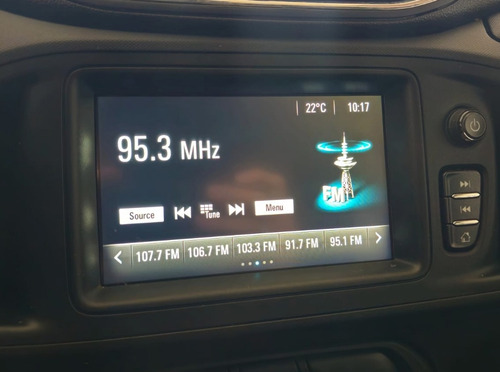 22°C 10:17
95.3 MHz
FM
Source Tune Menu
107.7 FM 106.7 FM 103.3 FM 91.7 FM 95.1 FM